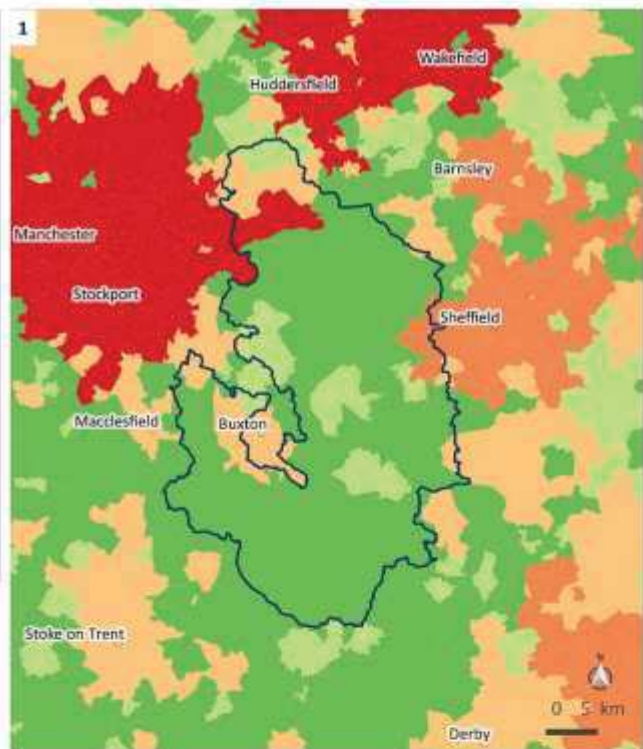 1
Huddersfield
Wakefield
Barnsley
Manchester
Stockport
Sheffield
Macclesfield
Buxton
Stoke on Trent
N
0 5 km
Derby